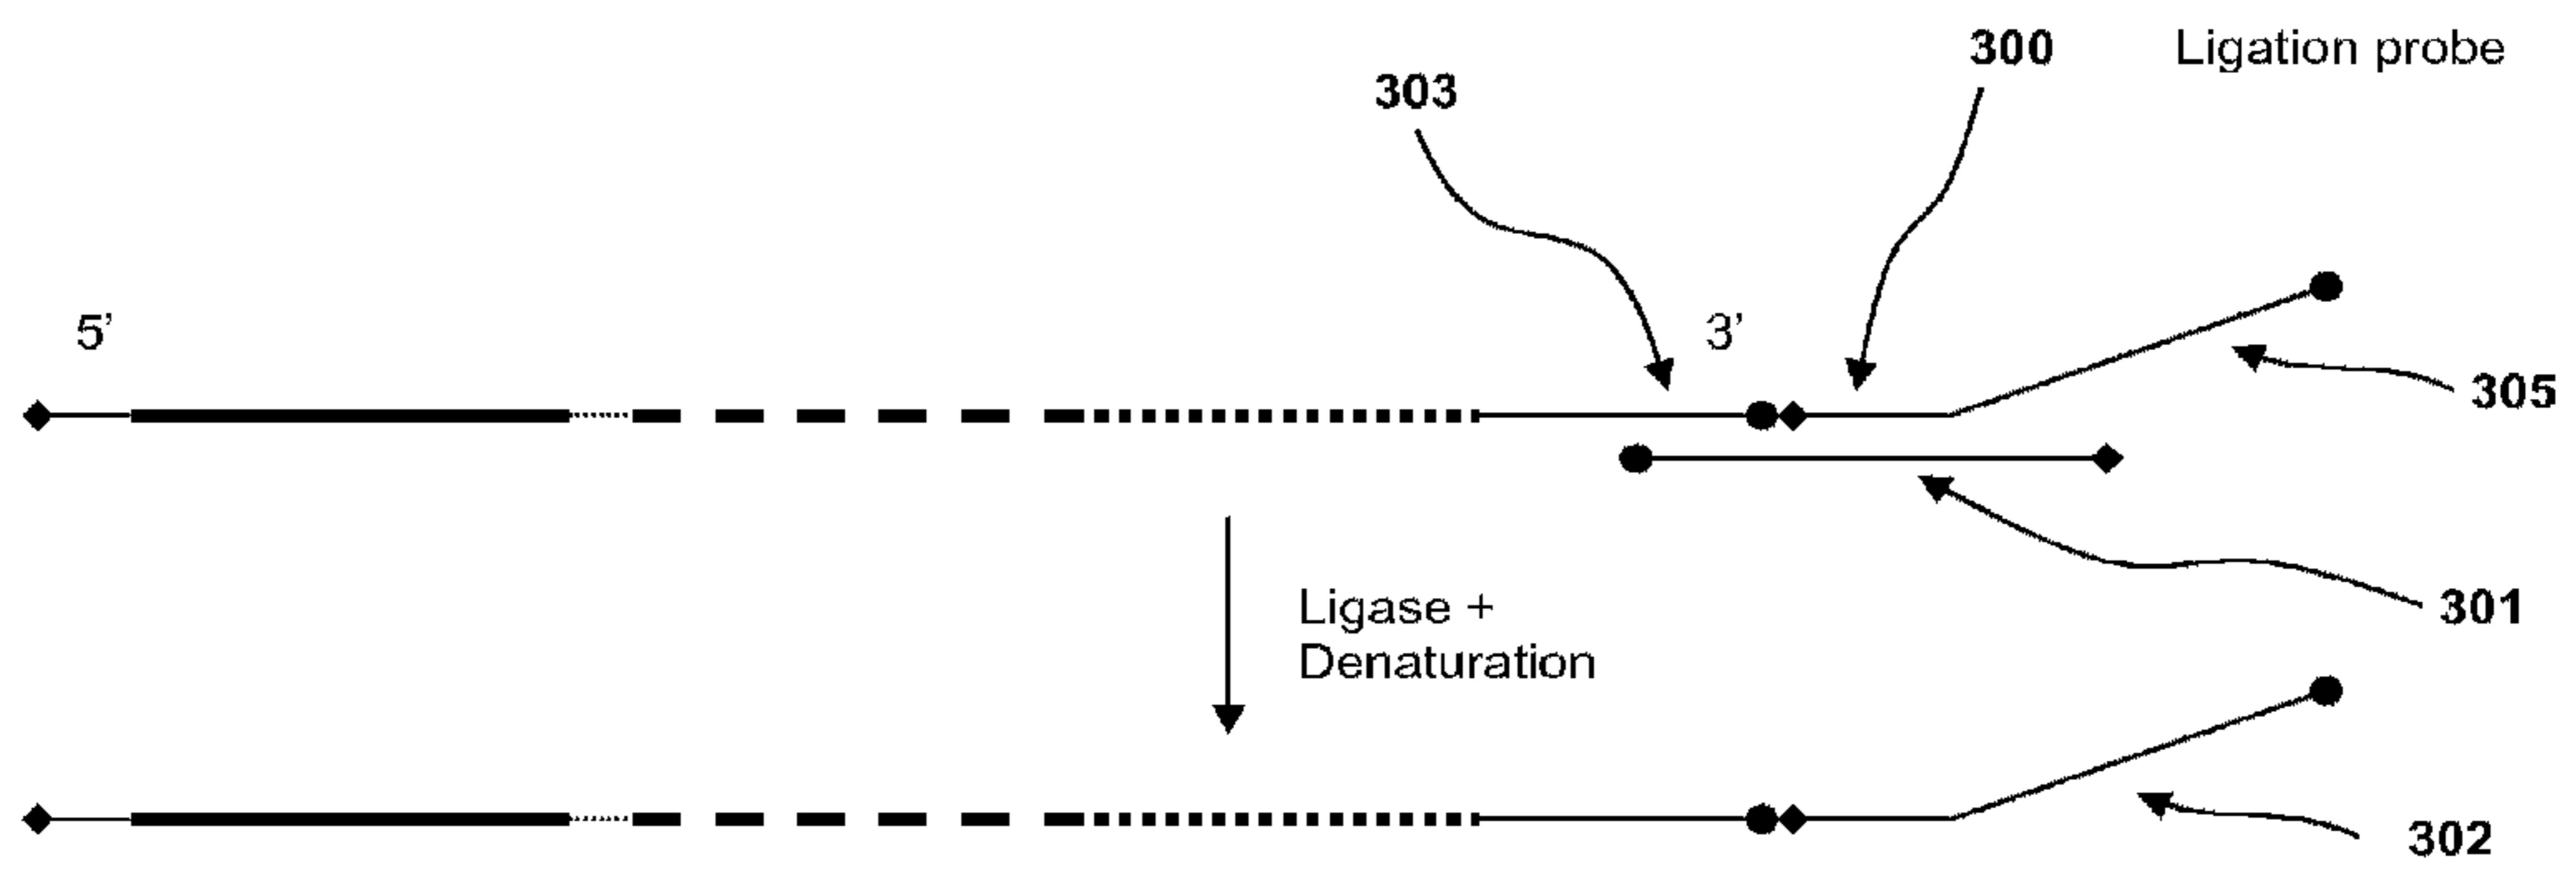 300 Ligation probe
303
5'
3'
305
301
Ligase +
Denaturation
302